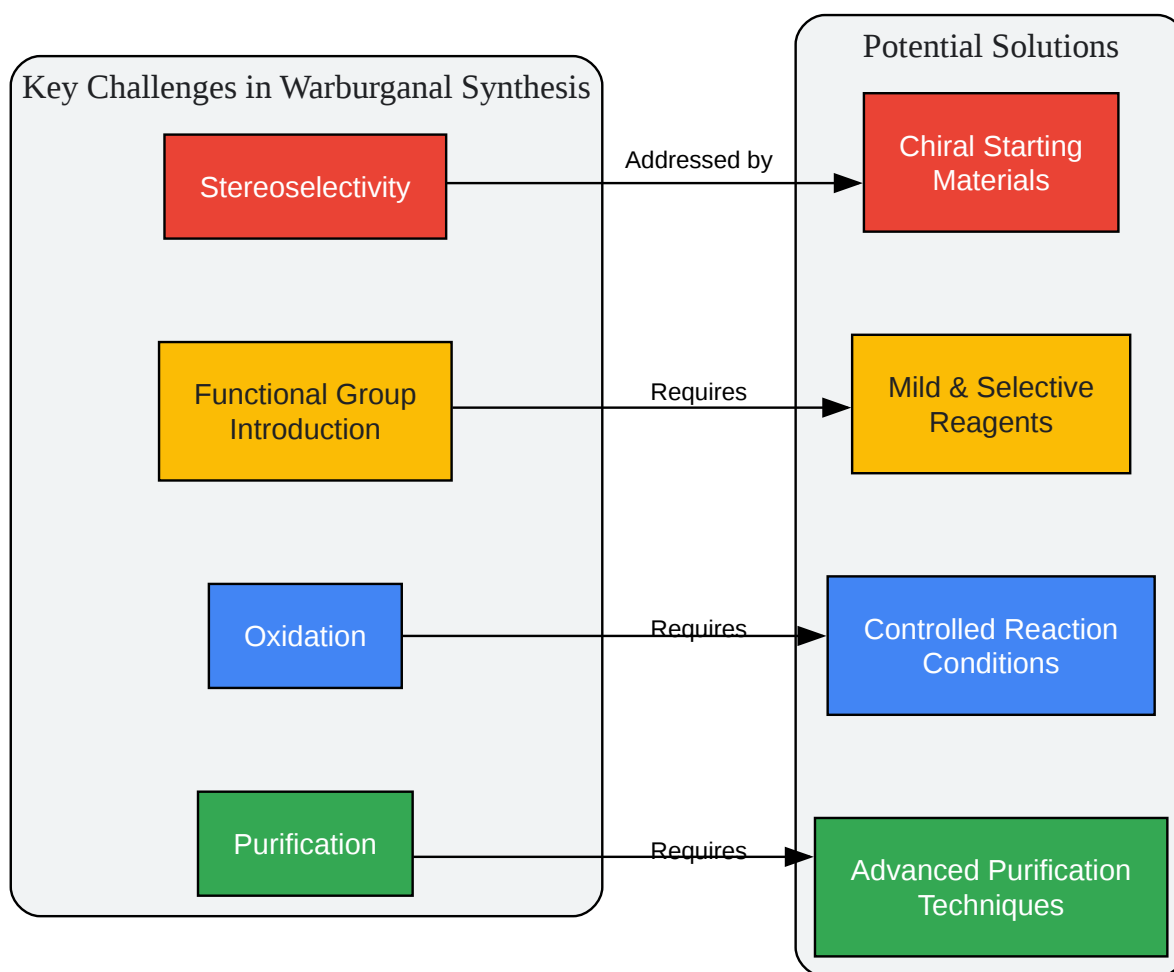 Key Challenges in Warburganal Synthesis
Stereoselectivity
Functional Group
Introduction
Oxidation
Purification
Addressed by
Requires
Requires
Requires
Potential Solutions
Chiral Starting
Materials
Mild & Selective
Reagents
Controlled Reaction
Conditions
Advanced Purification
Techniques